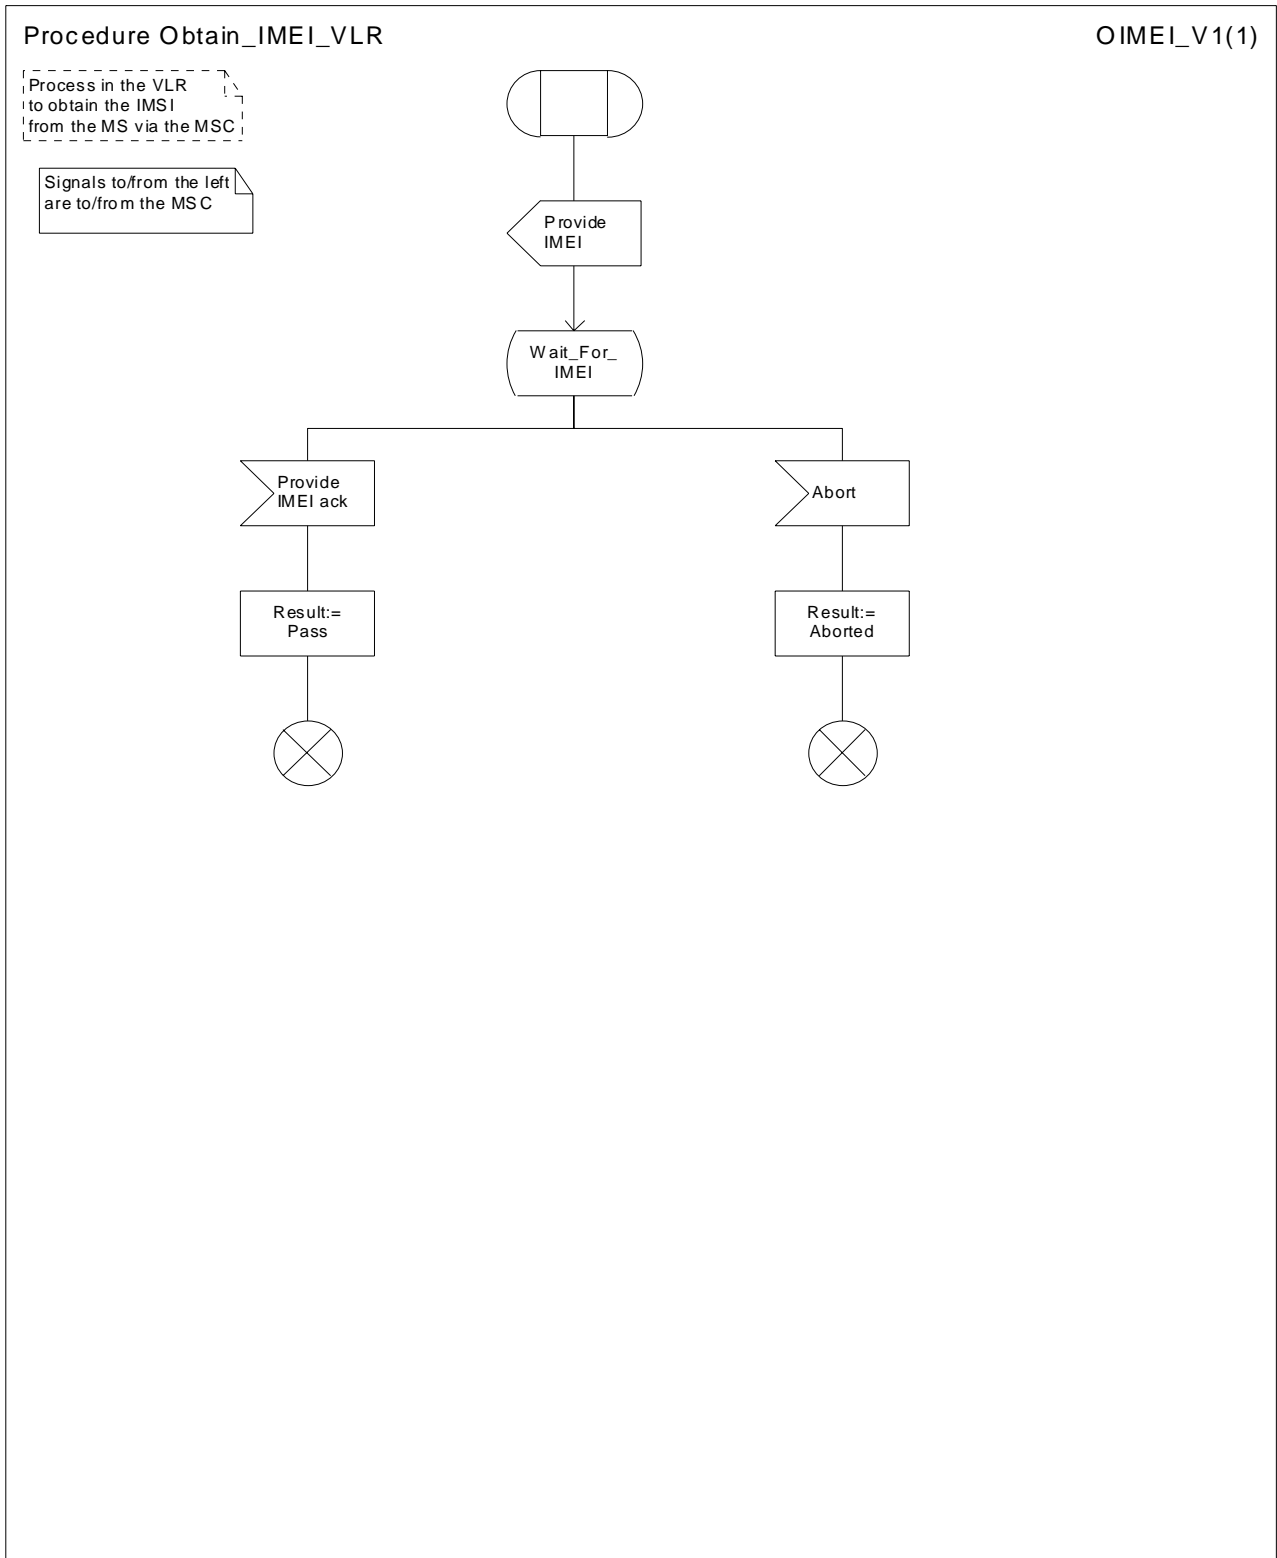 Procedure Obtain_IMEI_VLR
OIMEI_V1(1)
Process in the VLR
to obtain the IMSI
from the MS via the MSC
Signals to/from the left
are to/from the MSC
Provide
IMEI
Wait_For_
IMEI
Provide
IMEI ack
Abort
Result:=
Pass
Result:=
Aborted